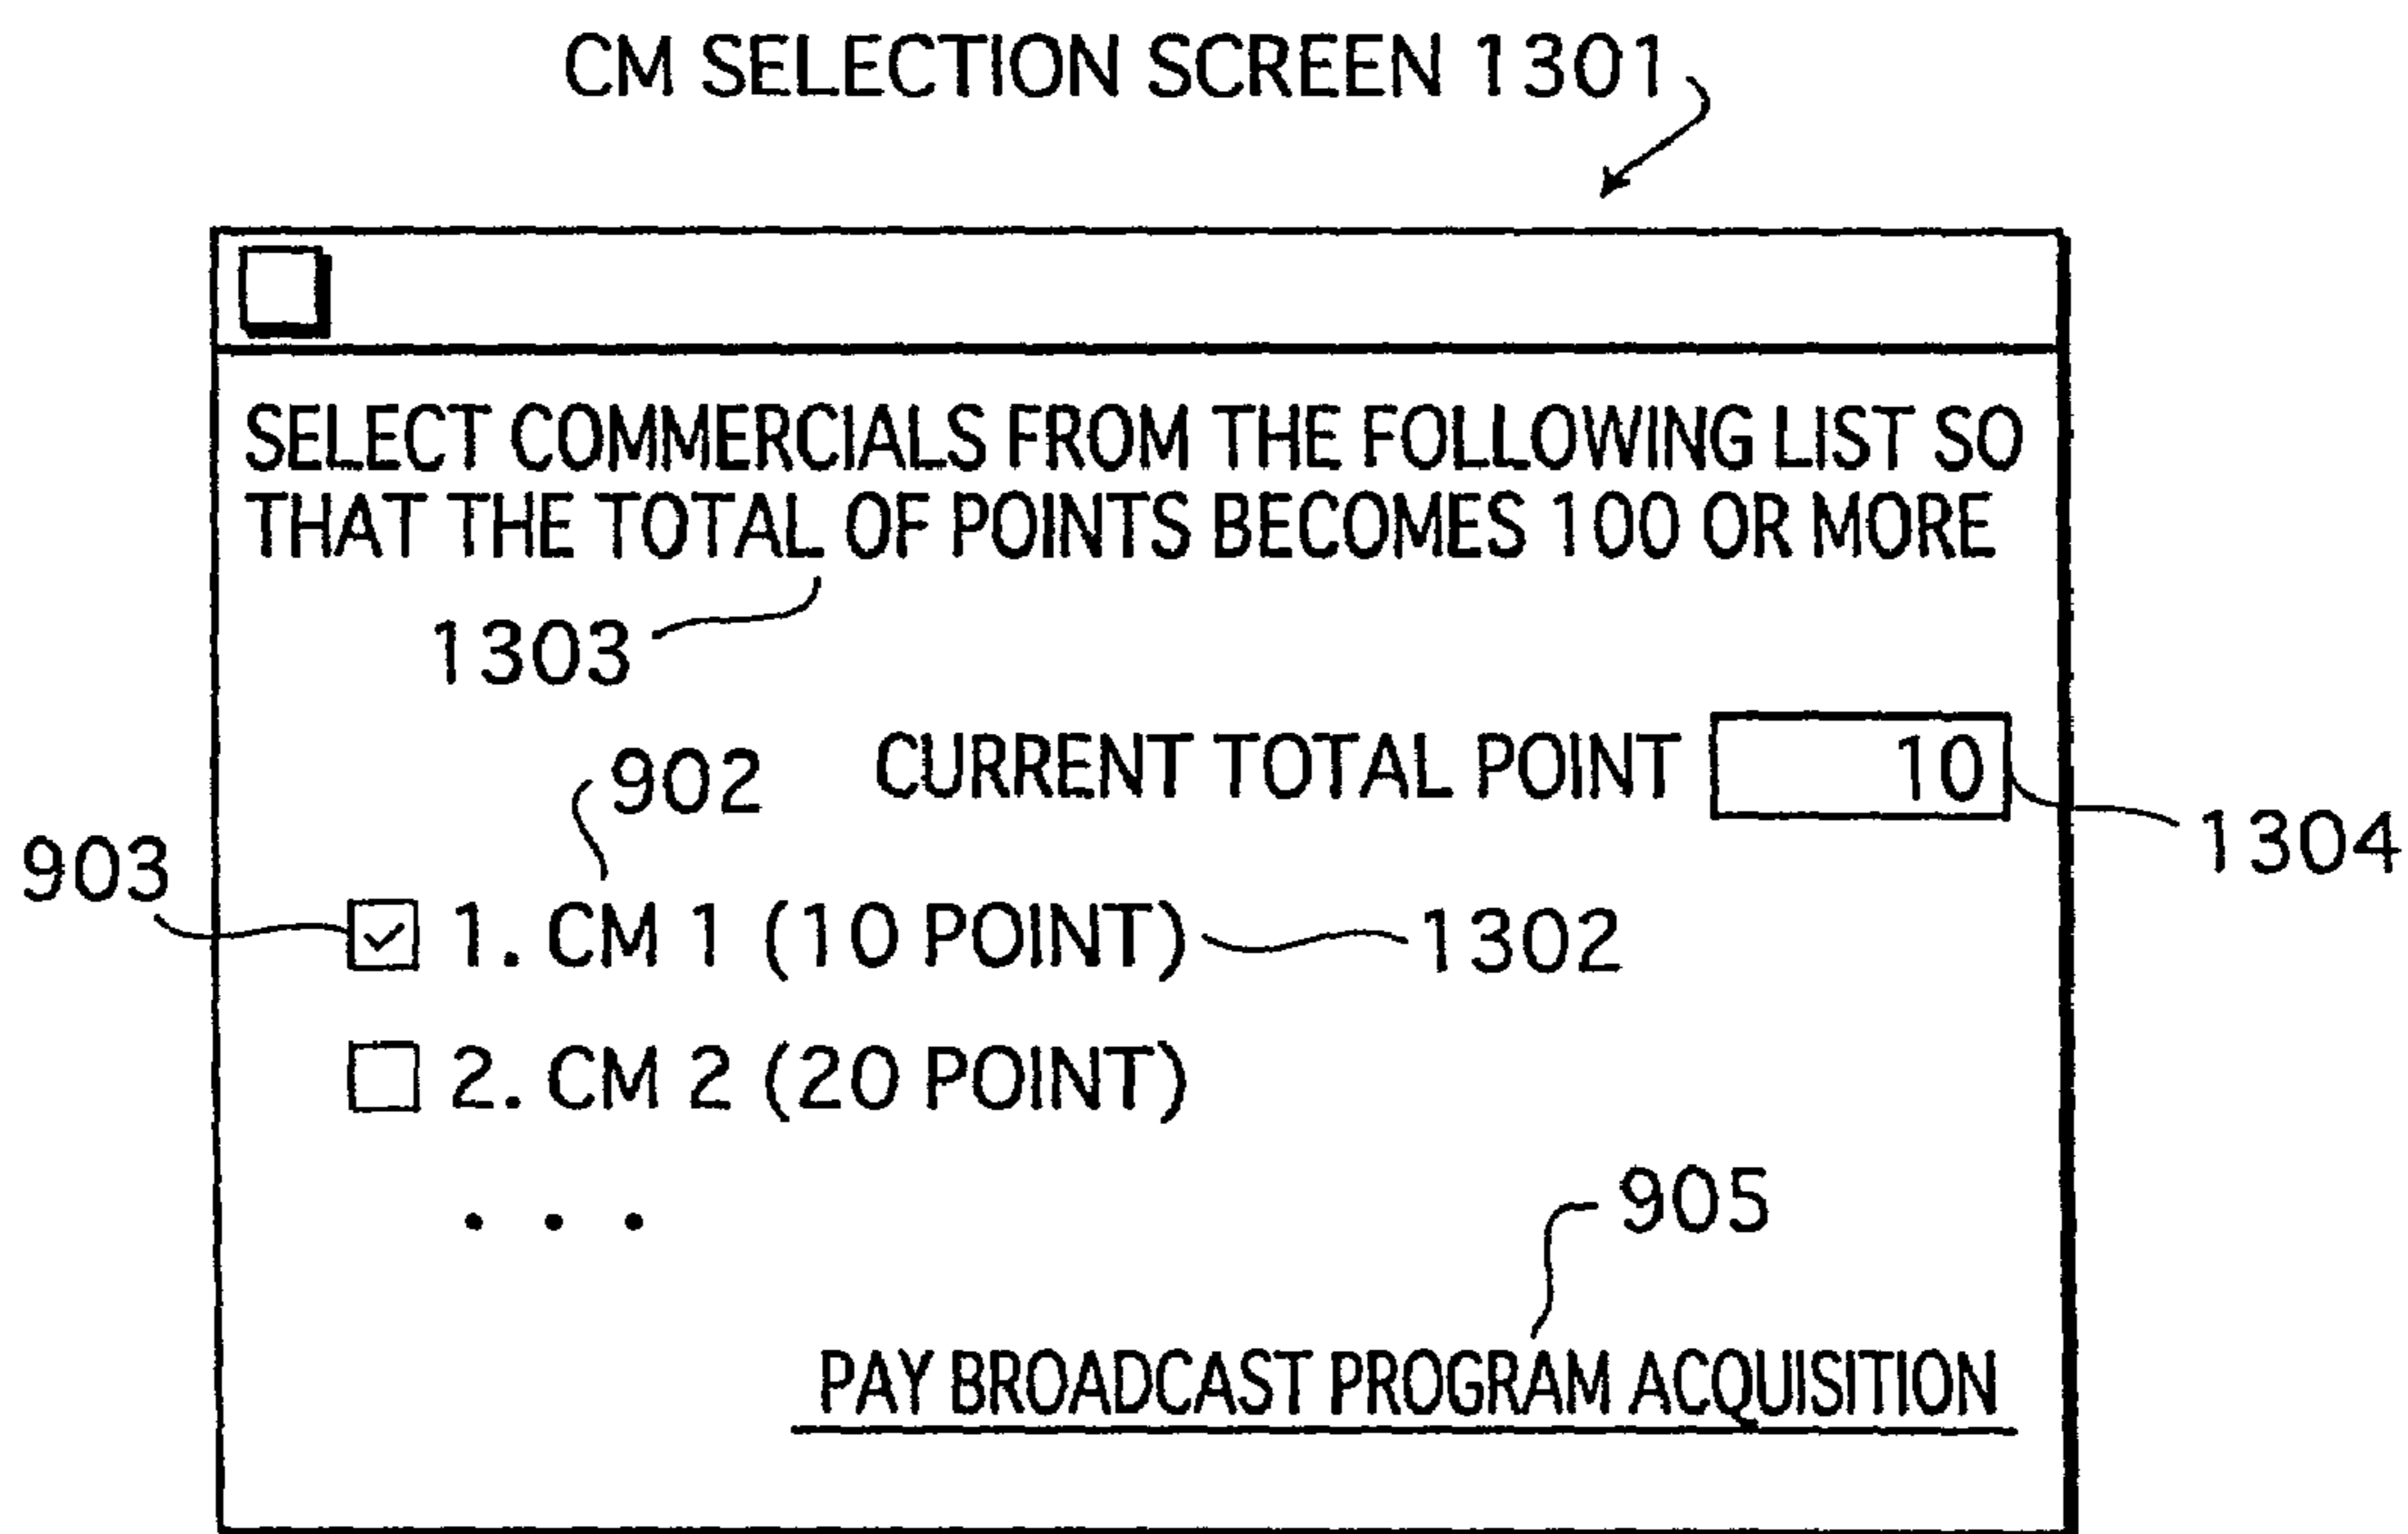 CM SELECTION SCREEN 1301
SELECT COMMERCIALS FROM THE FOLLOWING LIST SO
THAT THE TOTAL OF POINTS BECOMES 100 OR MORE
1303
CURRENT TOTAL POINT 10
902
1304
903
1. CM 1 (10 POINT)
1302
2. CM 2 (20 POINT)
. . .
905
PAY BROADCAST PROGRAM ACQUISITION